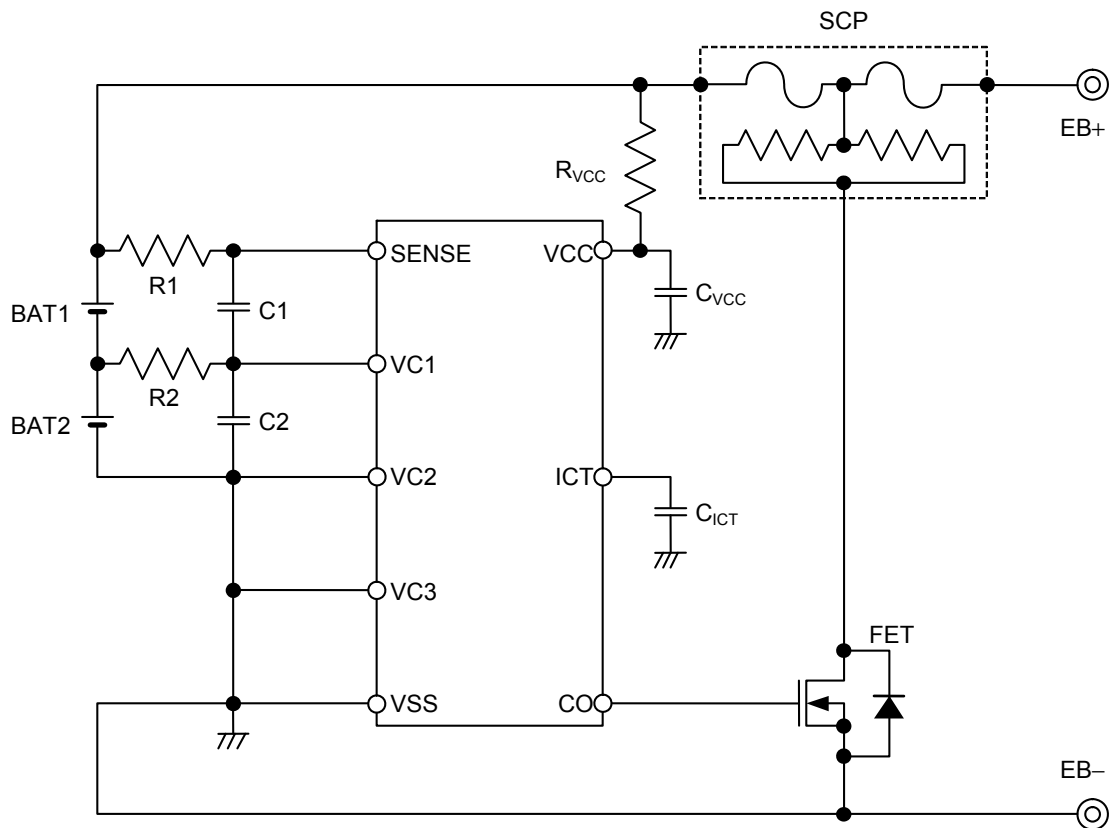 SCP
EB+
RVCC
SENSE
VCC
R1
CVCC
BAT1
C1
VC1
R2
C2
BAT2
VC2
ICT
CICT
VC3
FET
VSS
CO
EB−